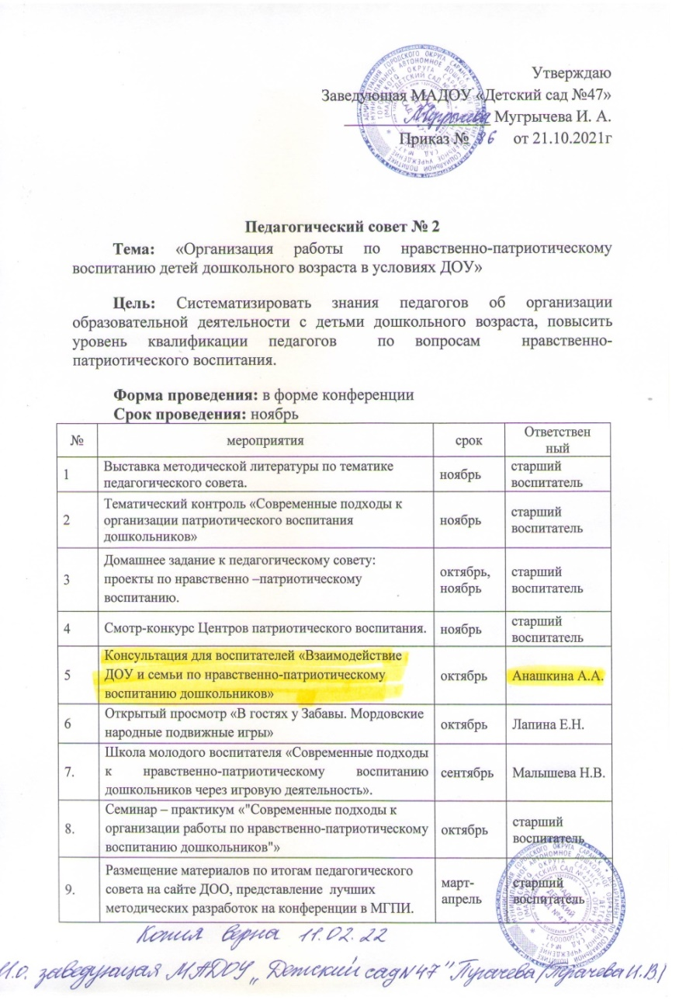 Утверждаю
Заведующая МАДОУ «Детский сад №47»
Мугрычева И. А.
Приказ № 86 от 21.10.2021г
Педагогический совет № 2
Тема: «Организация работы по нравственно-патриотическому
воспитанию детей дошкольного возраста в условиях ДОУ»
Цель: Систематизировать знания педагогов об организации
образовательной деятельности с детьми дошкольного возраста, повысить
уровень квалификации педагогов по вопросам нравственно-
патриотического воспитания.
Форма проведения: в форме конференции
Срок проведения: ноябрь
№ мероприятия срок Ответствен
ный
1 Выставка методической литературы по тематике
педагогического совета. ноябрь старший
воспитатель
2 Тематический контроль «Современные подходы к
организации патриотического воспитания
дошкольников» ноябрь старший
воспитатель
3 Домашнее задание к педагогическому совету:
проекты по нравственно –патриотическому
воспитанию. октябрь,
ноябрь старший
воспитатель
4 Смотр-конкурс Центров патриотического воспитания. ноябрь старший
воспитатель
5 Консультация для воспитателей «Взаимодействие
ДОУ и семьи по нравственно-патриотическому
воспитанию дошкольников» октябрь Анашкина А.А.
6 Открытый просмотр «В гостях у Забавы. Мордовские
народные подвижные игры» октябрь Лапина Е.Н.
7. Школа молодого воспитателя «Современные подходы
к нравственно-патриотическому воспитанию
дошкольников через игровую деятельность». сентябрь Малышева Н.В.
8. Семинар – практикум «"Современные подходы к
организации работы по нравственно-патриотическому
воспитанию дошкольников"» октябрь старший
воспитатель
9. Размещение материалов по итогам педагогического
совета на сайте ДОО, представление лучших
методических разработок на конференции в МГПИ. март-
апрель старший
воспитатель
Копия верна 11.02.22
И.о. заведующая МАДОУ „Детский сад N47" Пугачева (Пугачева И.В)